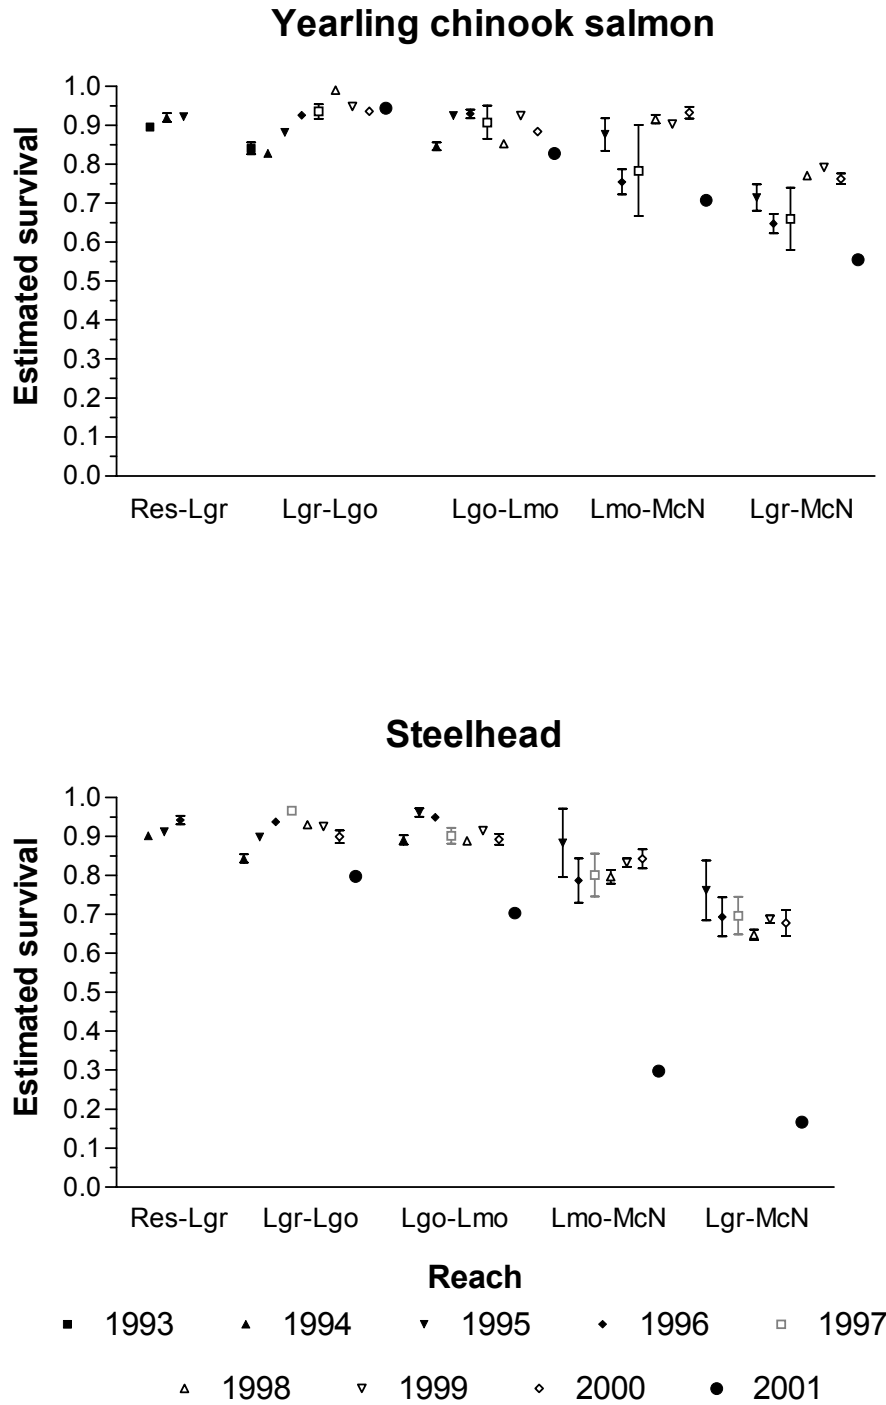 Yearling chinook salmon
Estimated survival
1.0
0.9
0.8
0.7
0.6
0.5
0.4
0.3
0.2
0.1
0.0
Res-Lgr Lgr-Lgo Lgo-Lmo Lmo-McN Lgr-McN
Steelhead
Estimated survival
1.0
0.9
0.8
0.7
0.6
0.5
0.4
0.3
0.2
0.1
0.0
Res-Lgr Lgr-Lgo Lgo-Lmo Lmo-McN Lgr-McN
Reach
1993 1994 1995 1996 1997
1998 1999 2000 2001